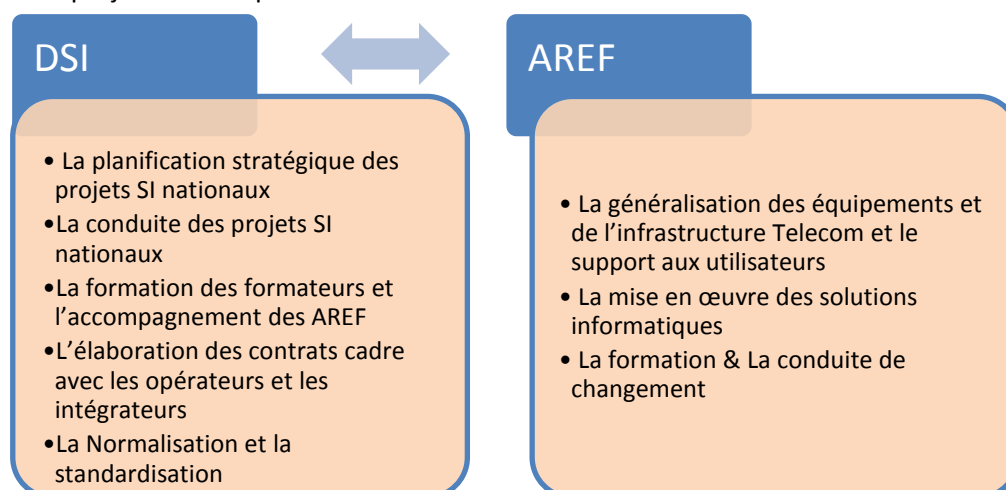 DSI
• La planification stratégique des
projets SI nationaux
•La conduite des projets SI
nationaux
•La formation des formateurs et
l’accompagnement des AREF
•L’élaboration des contrats cadre
avec les opérateurs et les
intégrateurs
•La Normalisation et la
standardisation
AREF
• La généralisation des équipements et
de l’infrastructure Telecom et le
support aux utilisateurs
• La mise en œuvre des solutions
informatiques
• La formation & La conduite de
changement